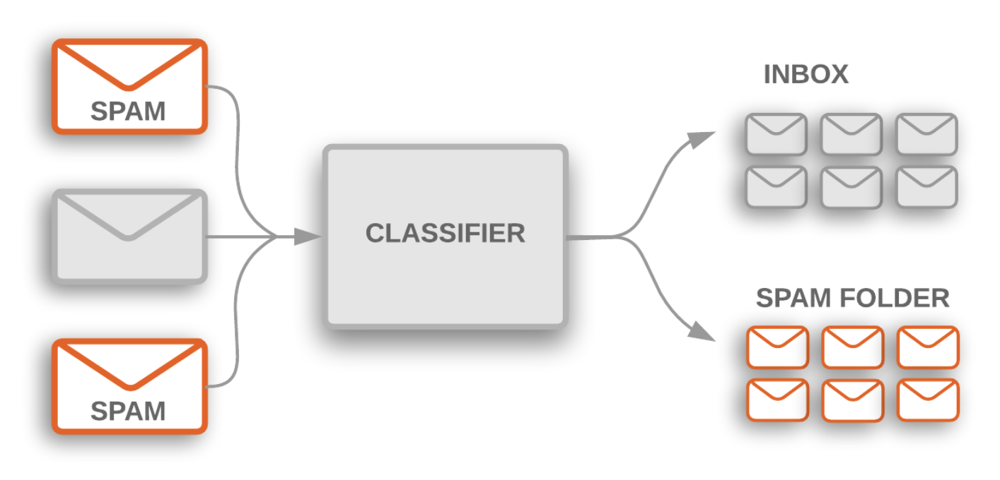 SPAM
SPAM
CLASSIFIER
INBOX
SPAM FOLDER